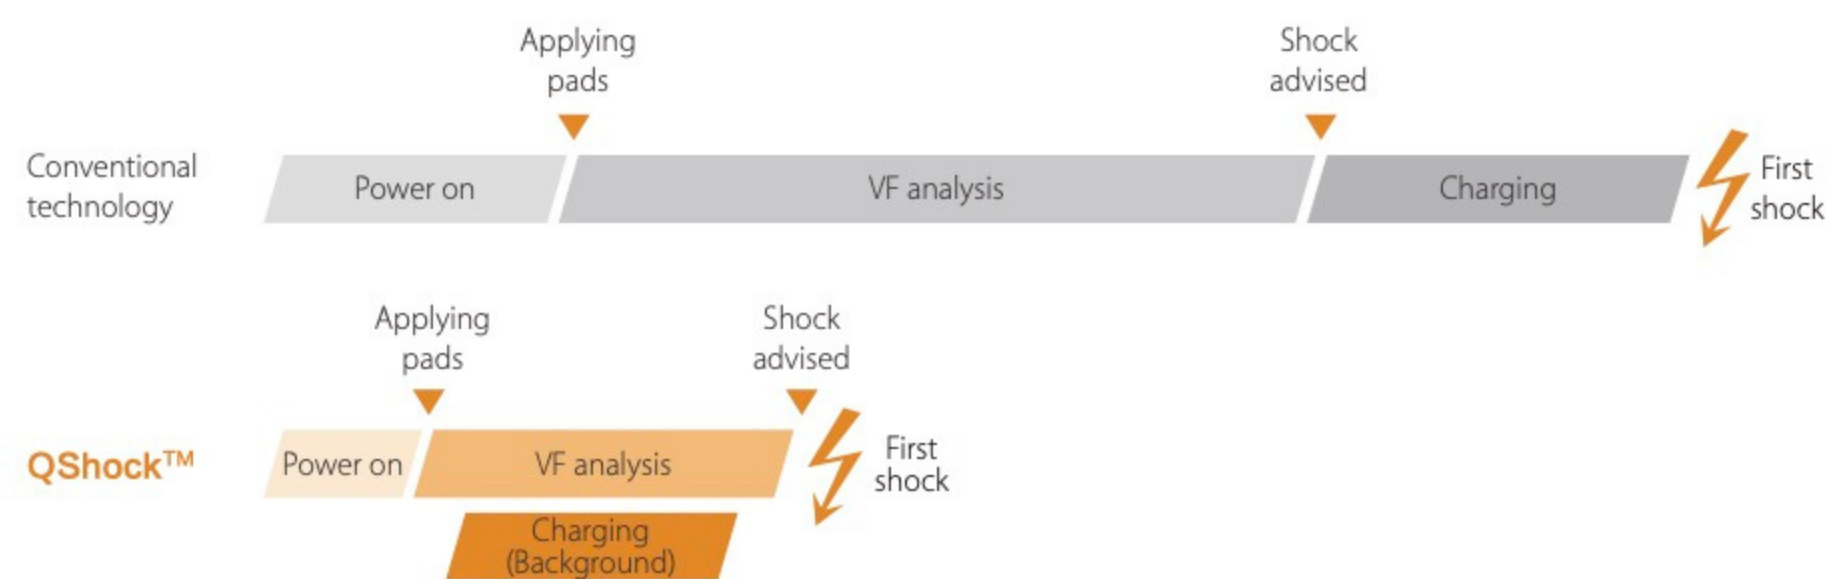 Applying
pads
Shock
advised
Conventional
technology
Power on
VF analysis
Charging
First
shock
Applying
pads
Shock
advised
QShock™
Power on
VF analysis
First
shock
Charging
(Background)